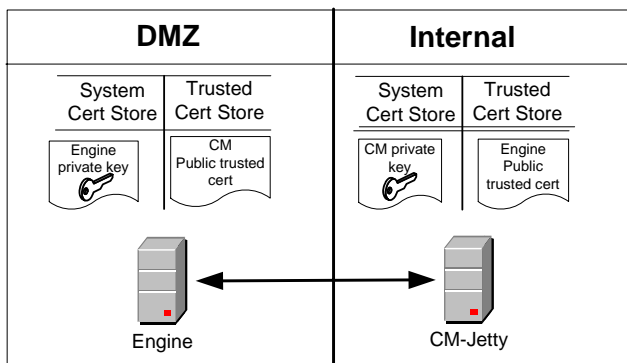 DMZ
Internal
System
Cert Store
Trusted
Cert Store
Engine
private key
CM
Public trusted
cert
System
Cert Store
Trusted
Cert Store
CM private
key
Engine
Public
trusted cert
Engine
CM-Jetty